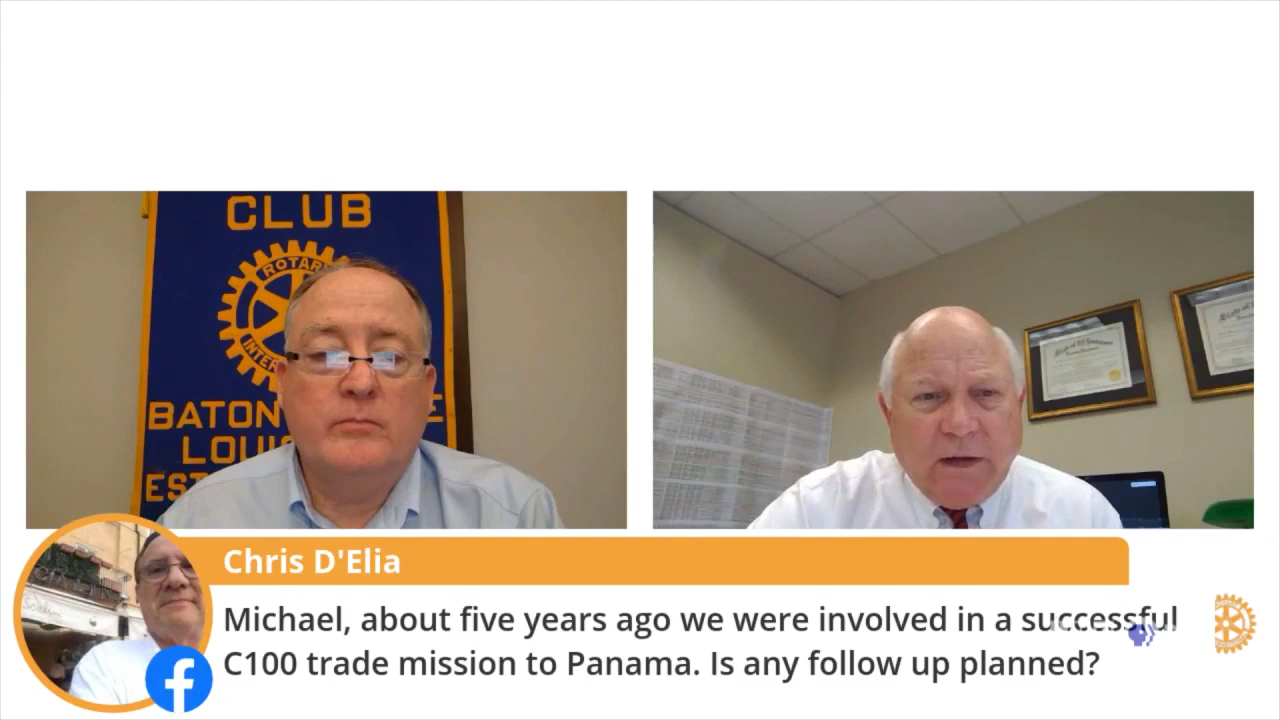 CLUB
ROTAR
INTER
BATON E
LOUI
EST
Chris D'Elia
Michael, about five years ago we were involved in a successful
C100 trade mission to Panama. Is any follow up planned?